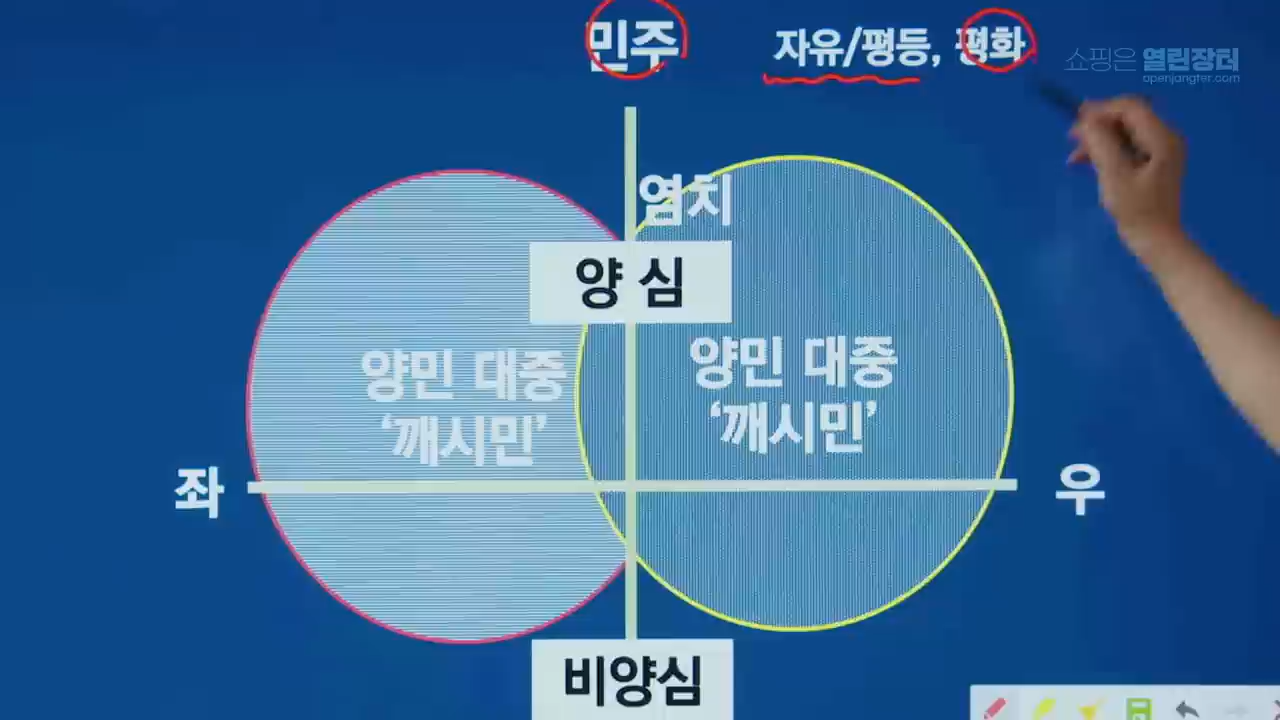 민주
자유/평등, 평화
쇼핑은 열린장터
openjangter.com
염치
양심
양민 대중
‘깨시민’
양민 대중
‘깨시민’
좌
우
비양심